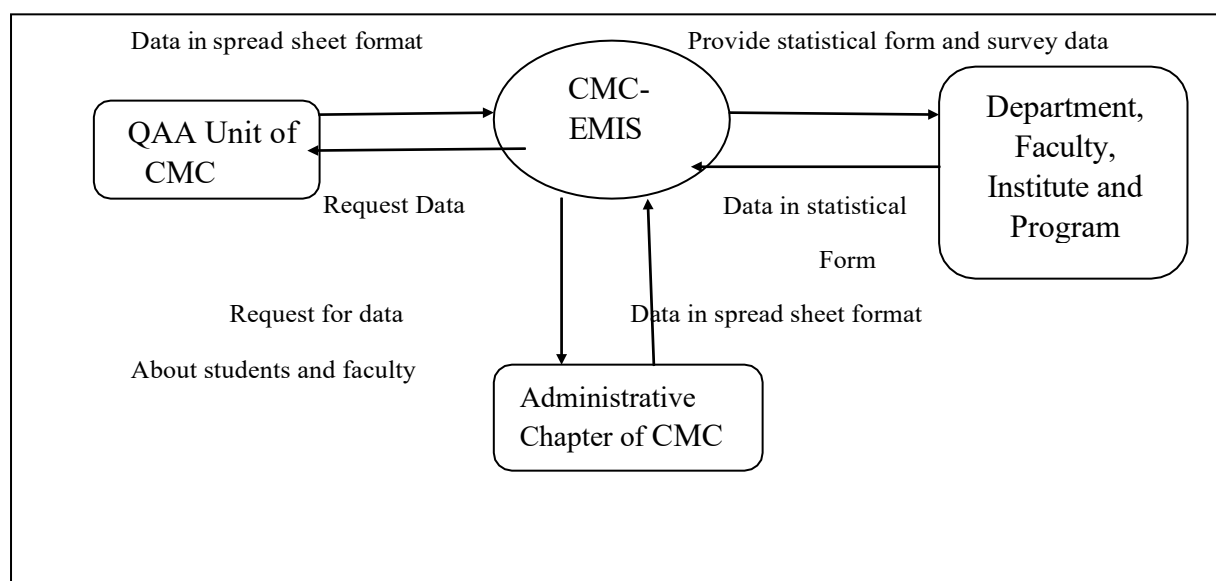 Data in spread sheet format
Provide statistical form and survey data
CMC-
EMIS
QAA Unit of
CMC
Department,
Faculty,
Institute and
Program
Request Data
Data in statistical
Form
Request for data
About students and faculty
Data in spread sheet format
Administrative
Chapter of CMC